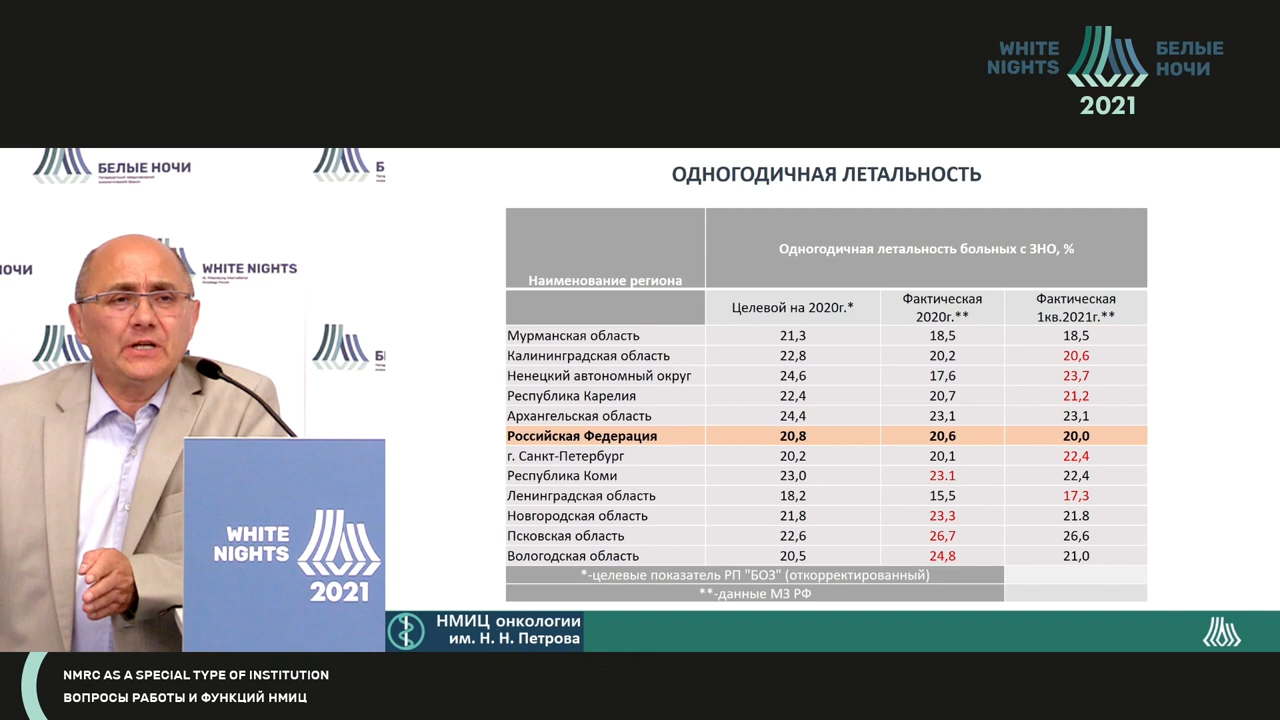 WHITE NIGHTS
БЕЛЫЕ НОЧИ
2021
БЕЛЫЕ НОЧИ
Б
ОЧИ
WHITE NIGHTS
Б
WHITE NIGHTS
2021
ОДНОГОДИЧНАЯ ЛЕТАЛЬНОСТЬ
Наименование региона Одногодичная летальность больных с ЗНО, %
Целевой на 2020г.* Фактическая 2020г.** Фактическая 1кв.2021г.**
Мурманская область 21,3 18,5 18,5
Калининградская область 22,8 20,2 20,6
Ненецкий автономный округ 24,6 17,6 23,7
Республика Карелия 22,4 20,7 21,2
Архангельская область 24,4 23,1 23,1
Российская Федерация 20,8 20,6 20,0
г. Санкт-Петербург 20,2 20,1 22,4
Республика Коми 23,0 23.1 22,4
Ленинградская область 18,2 15,5 17,3
Новгородская область 21,8 23,3 21.8
Псковская область 22,6 26,7 26,6
Вологодская область 20,5 24,8 21,0
*-целевые показатель РП "БОЗ" (откорректированный)
**-данные МЗ РФ
НМИЦ онкологии
им. Н. Н. Петрова
NMRC AS A SPECIAL TYPE OF INSTITUTION
ВОПРОСЫ РАБОТЫ И ФУНКЦИЙ НМИЦ